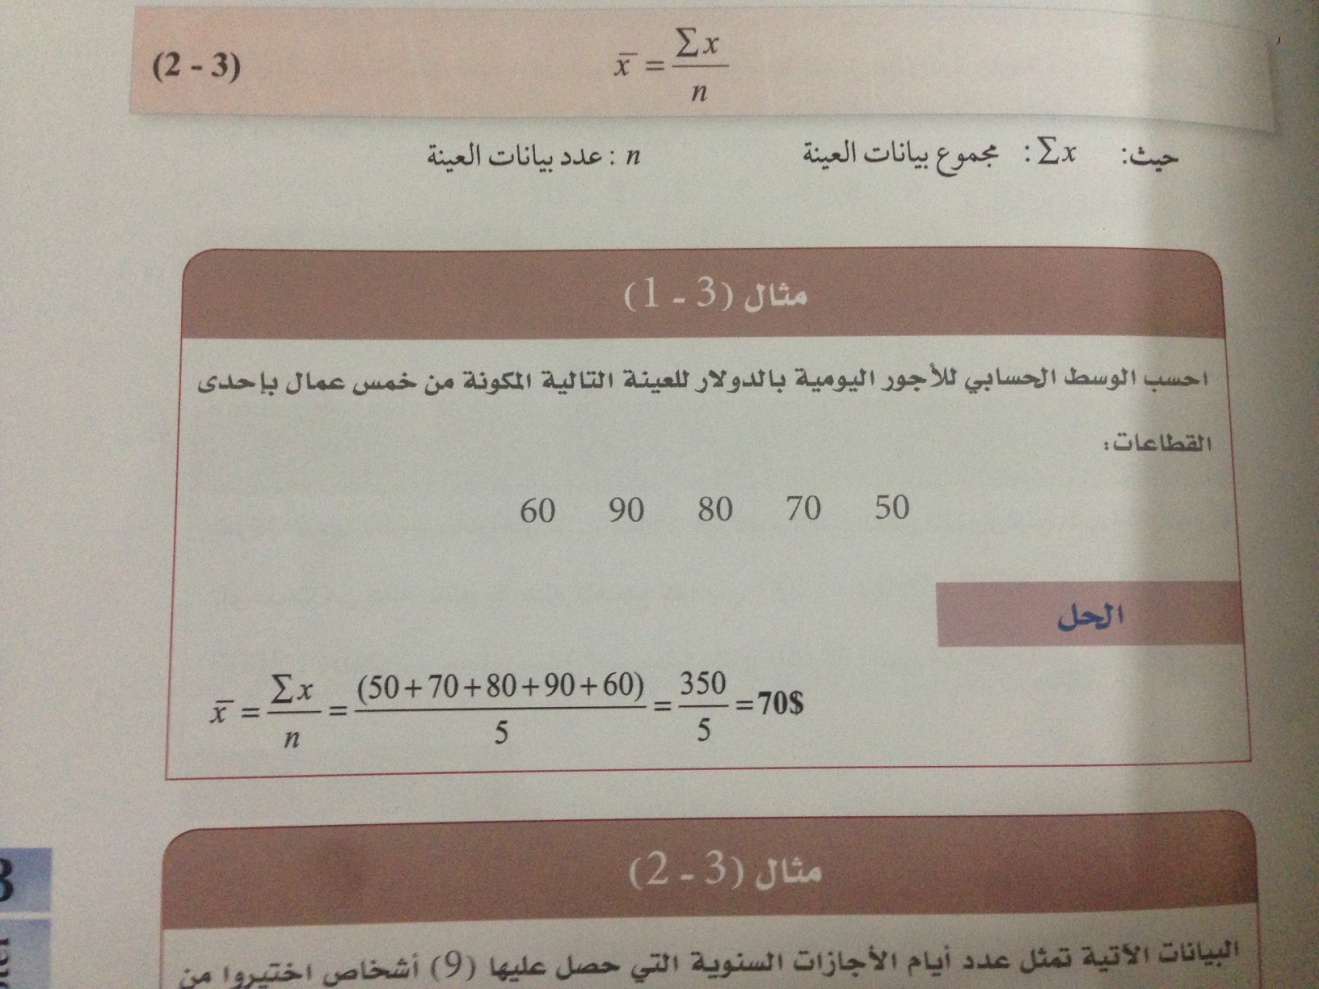 (2 - 3) x̄ = Σx / n
حيث: Σx : مجموع بيانات العينة n : عدد بيانات العينة
مثال (3 - 1)
احسب الوسط الحسابي للأجور اليومية بالدولار للعينة التالية المكونة من خمس عمال بإحدى
القطاعات:
60 90 80 70 50
الحل
x̄ = Σx / n = (50+70+80+90+60) / 5 = 350 / 5 = 70$
مثال (3 - 2)
البيانات الآتية تمثل عدد أيام الأجازات السنوية التي حصل عليها (9) أشخاص اختيروا من
3